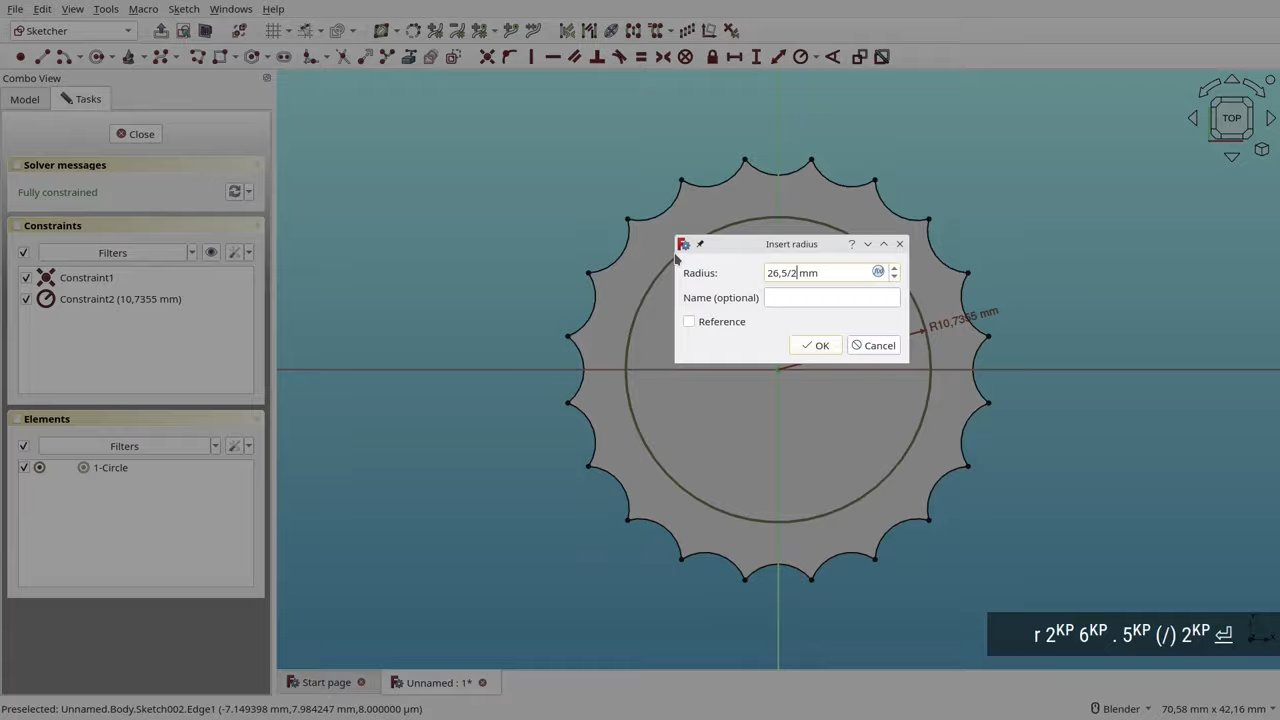 File Edit View Tools Macro Sketch Windows Help
Sketcher
Combo View
Model Tasks
Close
Solver messages
Fully constrained
Constraints
Filters
Constraint1
Constraint2 (10,7355 mm)
Elements
Filters
1-Circle
TOP
Insert radius
Radius: 26,5/2 mm
Name (optional)
Reference
OK Cancel
R10,7355 mm
r 2KP 6KP . 5KP (/) 2KP ⏎
Start page Unnamed : 1*
Preselected: Unnamed.Body.Sketch002.Edge1 (-7.149398 mm,7.984247 mm,8.000000 µm) Blender 70,58 mm x 42,16 mm